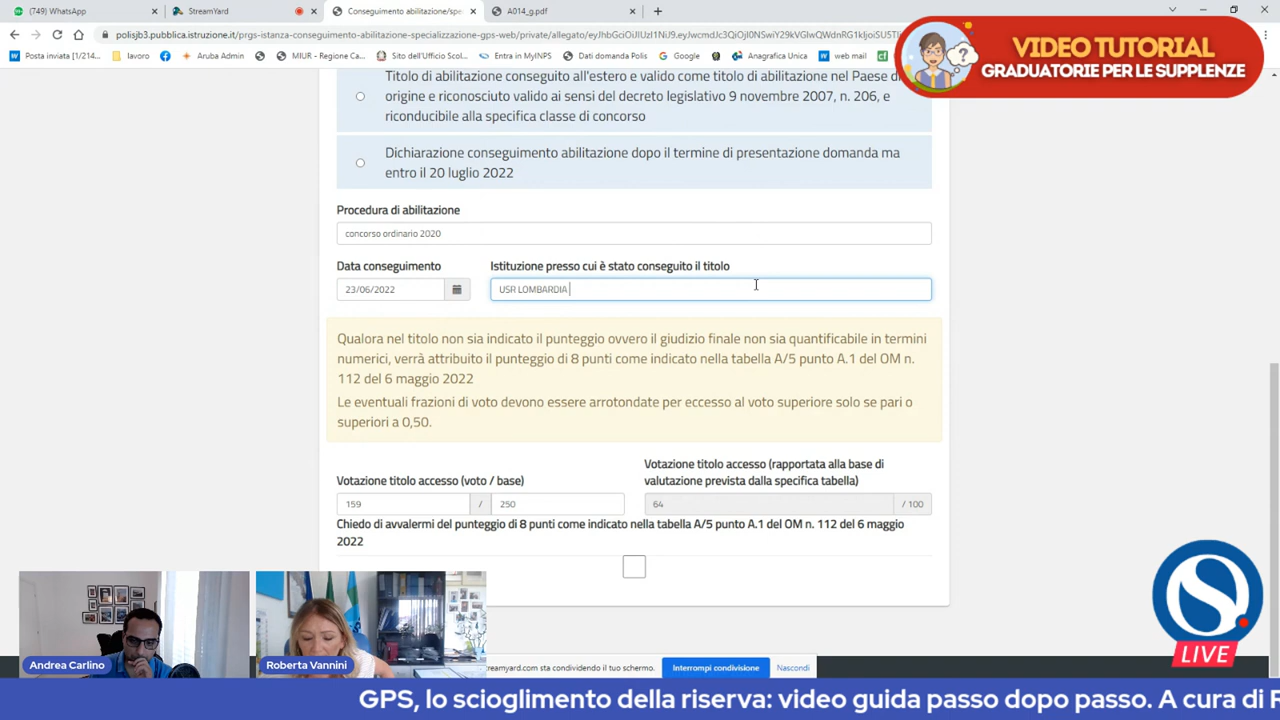 (749) WhatsApp
StreamYard
Conseguimento abilitazione/spe
A014_g.pdf
polisjb3.pubblica.istruzione.it/prgs-istanza-conseguimento-abilitazione-specializzazione-gps-web/private/allegato/
Posta inviata [1/214
lavoro
Aruba Admin
MIUR - Regione Ca
Sito dell'Ufficio Scol
Entra in MyINPS
Dati domanda Polis
Google
Anagrafica Unica
web mail
VIDEO TUTORIAL
GRADUATORIE PER LE SUPPLENZE
Titolo di abilitazione conseguito all'estero e valido come titolo di abilitazione nel Paese d
origine e riconosciuto valido ai sensi del decreto legislativo 9 novembre 2007, n. 206, e
riconducibile alla specifica classe di concorso
Dichiarazione conseguimento abilitazione dopo il termine di presentazione domanda ma
entro il 20 luglio 2022
Procedura di abilitazione
concorso ordinario 2020
Data conseguimento
Istituzione presso cui è stato conseguito il titolo
23/06/2022
USR LOMBARDIA
Qualora nel titolo non sia indicato il punteggio ovvero il giudizio finale non sia quantificabile in termini
numerici, verrà attribuito il punteggio di 8 punti come indicato nella tabella A/5 punto A.1 del OM n.
112 del 6 maggio 2022
Le eventuali frazioni di voto devono essere arrotondate per eccesso al voto superiore solo se pari o
superiori a 0,50.
Votazione titolo accesso (voto / base)
Votazione titolo accesso (rapportata alla base di
valutazione prevista dalla specifica tabella)
159 / 250
64 / 100
Chiedo di avvalermi del punteggio di 8 punti come indicato nella tabella A/5 punto A.1 del OM n. 112 del 6 maggio
2022
Andrea Carlino
Roberta Vannini
reamyard.com sta condividendo il tuo schermo.
Interrompi condivisione
Nascondi
S
LIVE
GPS, lo scioglimento della riserva: video guida passo dopo passo. A cura di